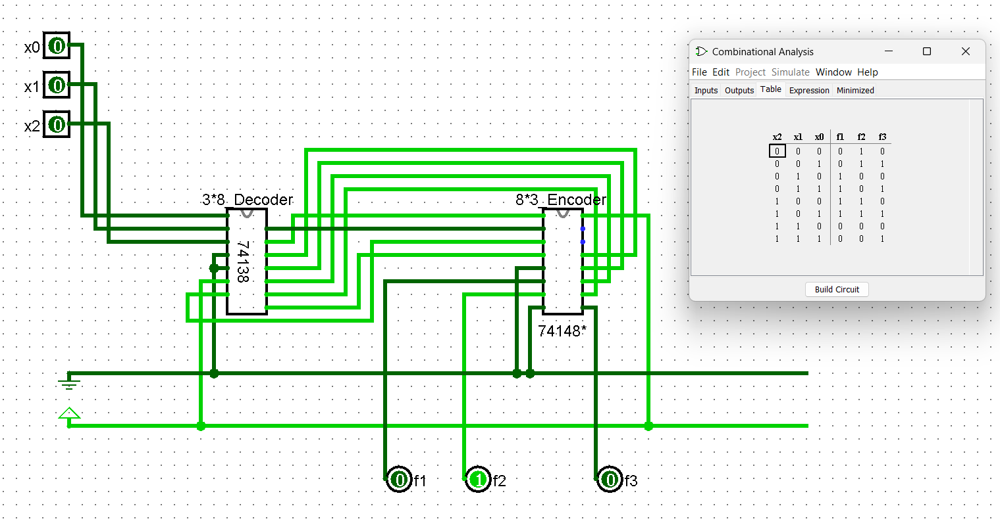 x0 0
x1 0
x2 0
3*8_Decoder
74138
8*3_Encoder
74148*
0 f1
1 f2
0 f3
Combinational Analysis
File Edit Project Simulate Window Help
Inputs Outputs Table Expression Minimized
x2 x1 x0 f1 f2 f3
0 0 0 0 1 0
0 0 1 0 1 1
0 1 0 1 0 0
0 1 1 1 0 1
1 0 0 1 1 0
1 0 1 1 1 1
1 1 0 0 0 0
1 1 1 0 0 1
Build Circuit